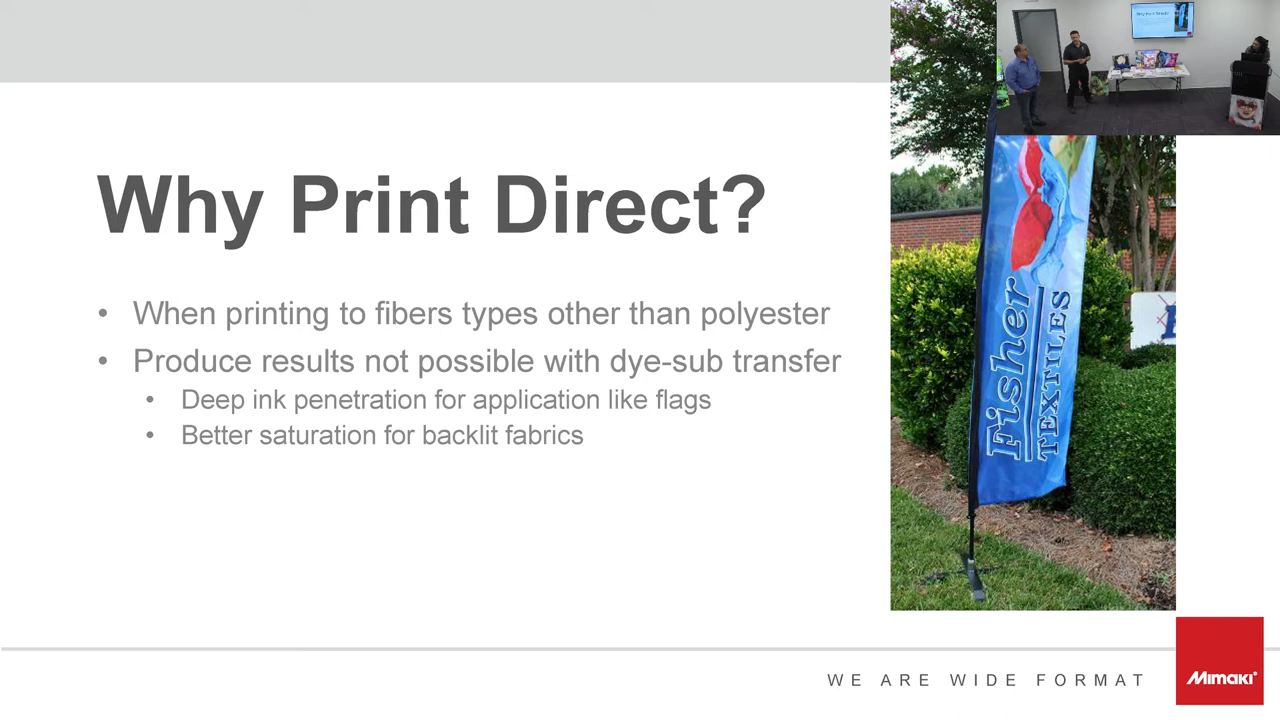 Why Print Direct?
• When printing to fibers types other than polyester
• Produce results not possible with dye-sub transfer
• Deep ink penetration for application like flags
• Better saturation for backlit fabrics
Fisher
TEXTILES
WE ARE WIDE FORMAT
Mimaki